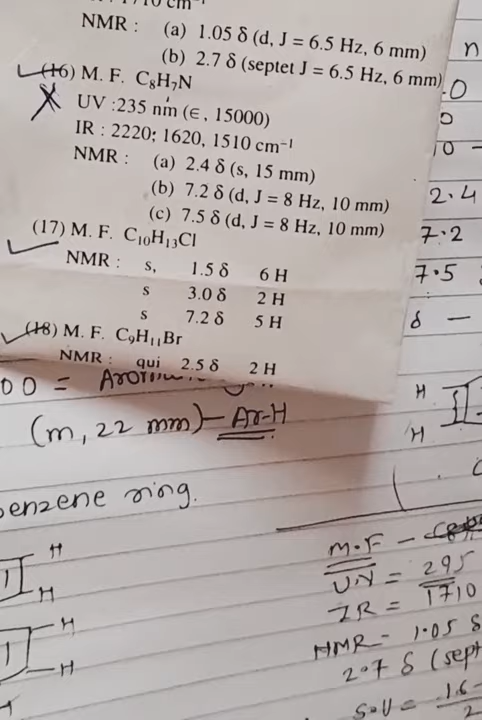 NMR : (a) 1.05 δ (d, J = 6.5 Hz, 6 mm)
(b) 2.7 δ (septet J = 6.5 Hz, 6 mm)
(16) M. F. C₈H₇N
UV :235 nm (∈, 15000)
IR : 2220; 1620, 1510 cm⁻¹
NMR : (a) 2.4 δ (s, 15 mm)
(b) 7.2 δ (d, J = 8 Hz, 10 mm)
(c) 7.5 δ (d, J = 8 Hz, 10 mm)
(17) M. F. C₁₀H₁₃Cl
NMR : s, 1.5 δ 6 H
s 3.0 δ 2 H
s 7.2 δ 5 H
(18) M. F. C₉H₁₁Br
NMR : qui 2.5 δ 2 H
(m, 22 mm) – Ar-H
benzene ring.
H
H
H
H
2.4
7.2
7.5
δ –
H
H
M.F –
UV = 295
IR = 1710
NMR – 1.05 δ
2.7 δ (sept